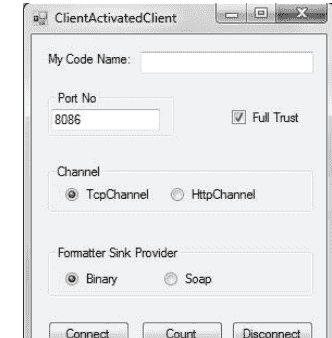 ClientActivatedClient
My Code Name:
Port No
8086
Full Trust
Channel
TcpChannel HttpChannel
Formatter Sink Provider
Binary Soap
Connect Count Disconnect